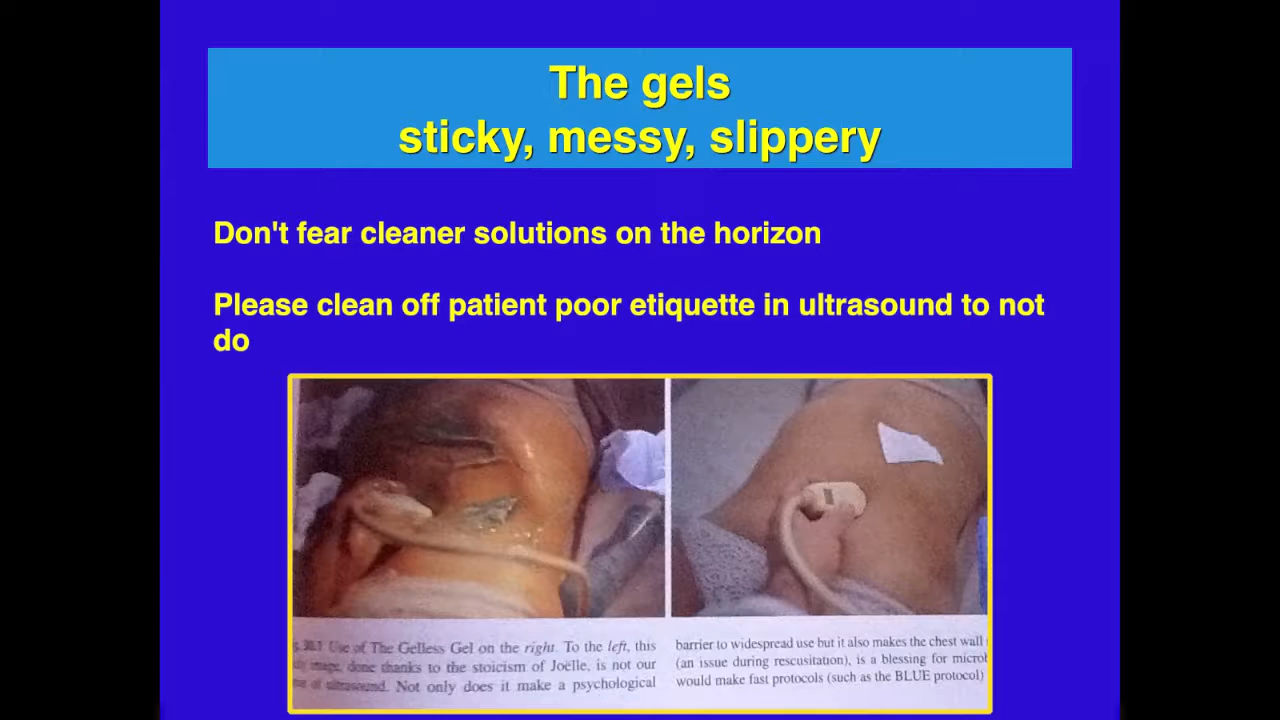 The gels
sticky, messy, slippery
Don't fear cleaner solutions on the horizon
Please clean off patient poor etiquette in ultrasound to not
do
Use of The Gelless Gel on the right. To the left, this
image, done thanks to the stoicism of Joëlle, is not our
of ultrasound. Not only does it make a psychological
barrier to widespread use but it also makes the chest wall
(an issue during rescusitation), is a blessing for microb
would make fast protocols (such as the BLUE protocol)